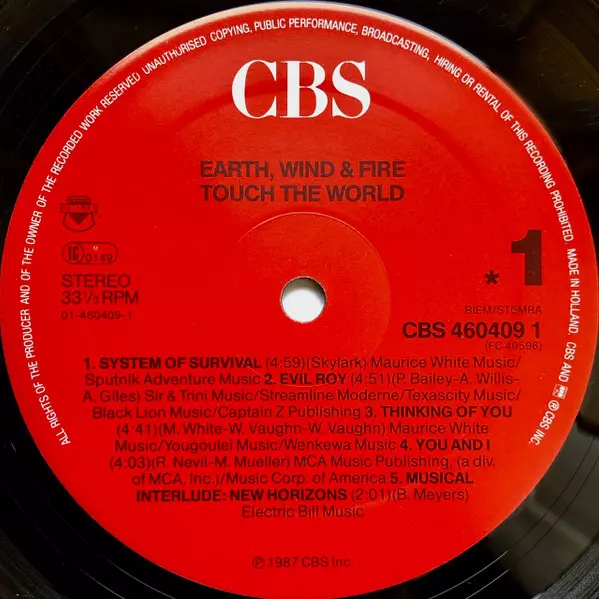 ALL RIGHTS OF THE PRODUCER AND OF THE OWNER OF THE RECORDED WORK RESERVED UNAUTHORISED COPYING, PUBLIC PERFORMANCE, BROADCASTING, HIRING OR RENTAL OF THIS RECORDING PROHIBITED. MADE IN HOLLAND. CBS AND ℗ CBS INC.
CBS
EARTH, WIND & FIRE
TOUCH THE WORLD
LC
0149
STEREO
33⅓ RPM
01-460409-1
* 1
BIEM/STEMRA
CBS 460409 1
(FC 40596)
1. SYSTEM OF SURVIVAL (4:59)(Skylark) Maurice White Music/
Sputnik Adventure Music 2. EVIL ROY (4:51)(P. Bailey-A. Willis-
A. Giles) Sir & Trini Music/Streamline Moderne/Texascity Music/
Black Lion Music/Captain Z Publishing 3. THINKING OF YOU
(4:41)(M. White-W. Vaughn-W. Vaughn) Maurice White
Music/Yougoulei Music/Wenkewa Music 4. YOU AND I
(4:03)(R. Nevil-M. Mueller) MCA Music Publishing, (a div.
of MCA, Inc.)/Music Corp. of America 5. MUSICAL
INTERLUDE: NEW HORIZONS (2:01)(B. Meyers)
Electric Bill Music
℗ 1987 CBS Inc.